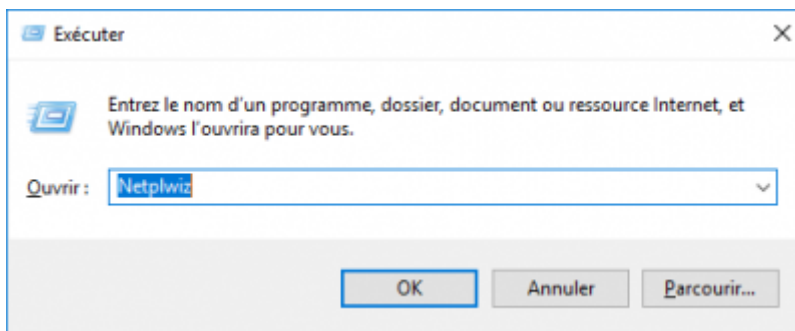 Exécuter
Entrez le nom d'un programme, dossier, document ou ressource Internet, et
Windows l'ouvrira pour vous.
Ouvrir : Netplwiz
OK Annuler Parcourir...